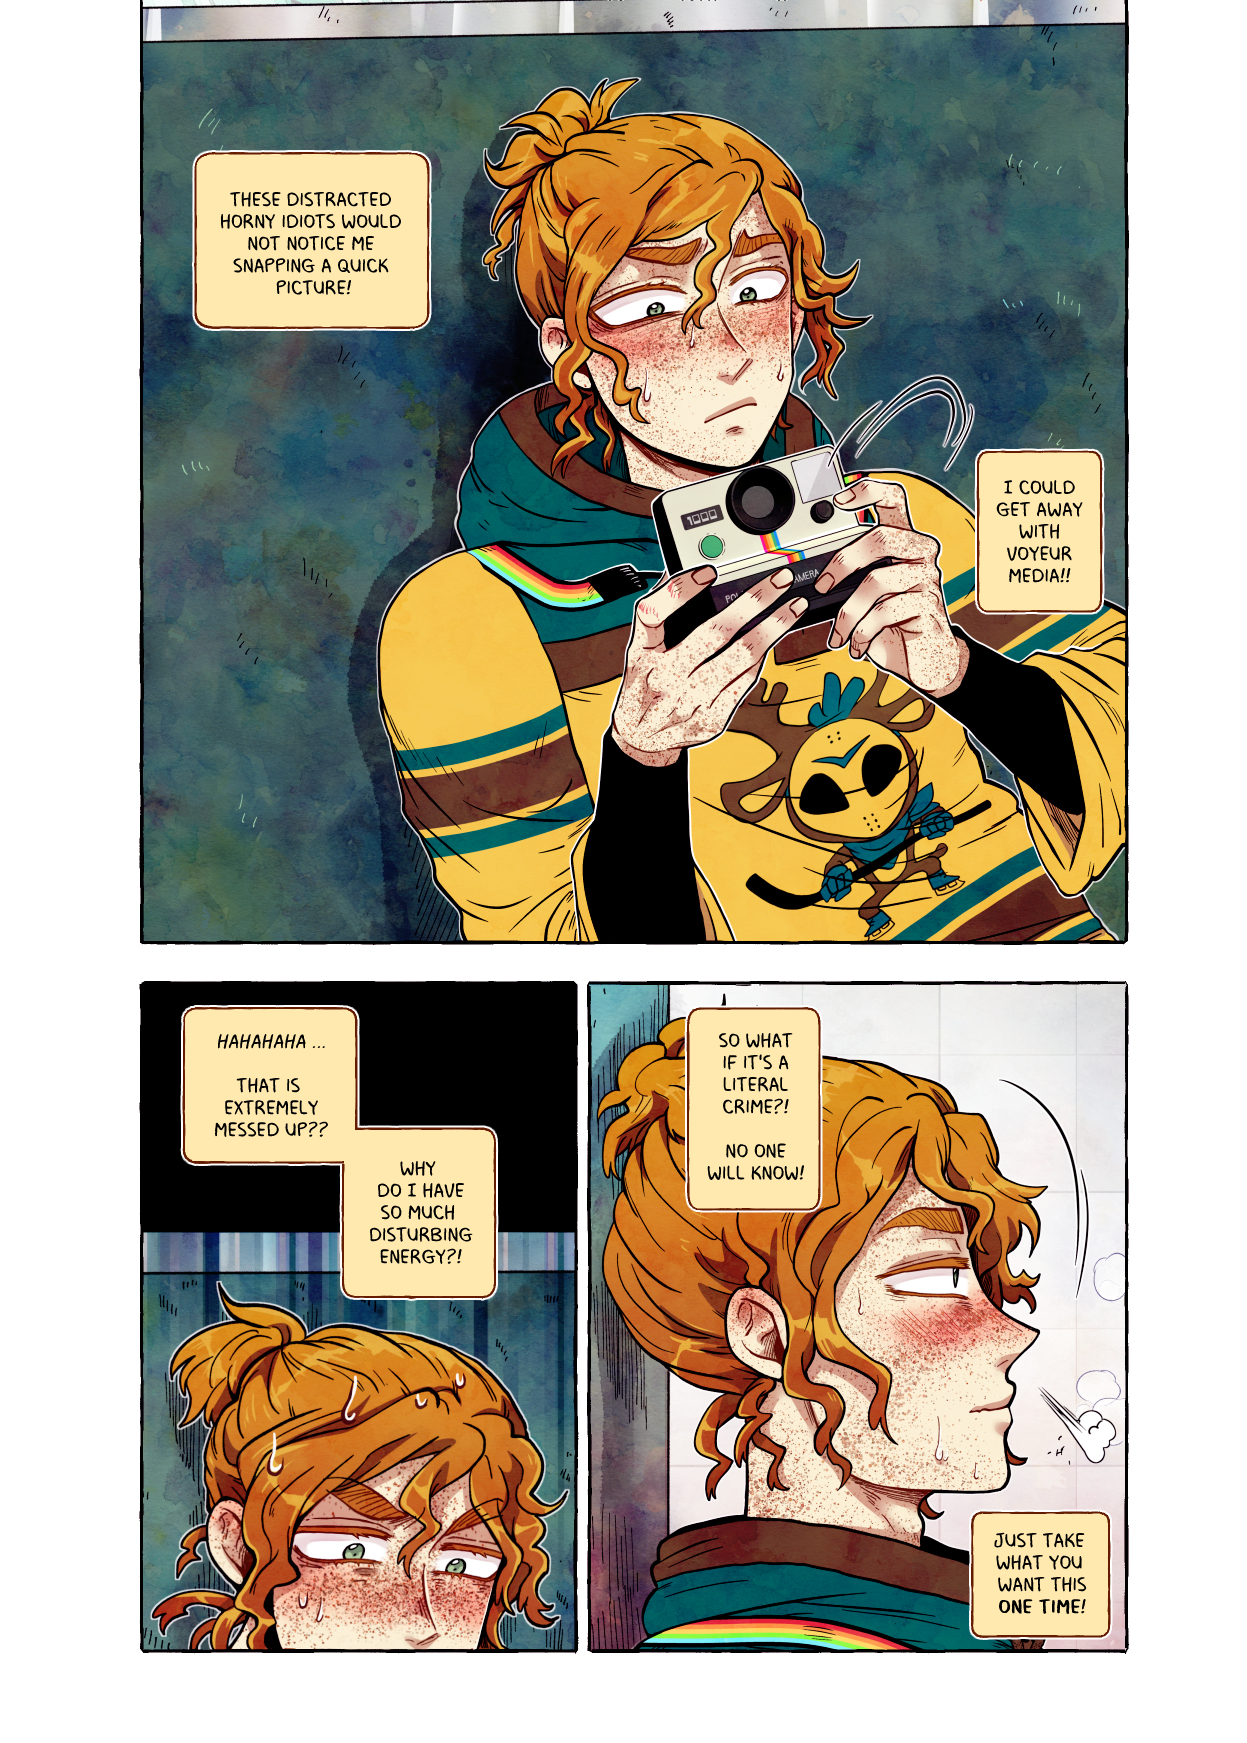 THESE DISTRACTED
HORNY IDIOTS WOULD
NOT NOTICE ME
SNAPPING A QUICK
PICTURE!
I COULD
GET AWAY
WITH
VOYEUR
MEDIA!!
1000
HAHAHAHA ...
THAT IS
EXTREMELY
MESSED UP??
WHY
DO I HAVE
SO MUCH
DISTURBING
ENERGY?!
SO WHAT
IF IT'S A
LITERAL
CRIME?!
NO ONE
WILL KNOW!
JUST TAKE
WHAT YOU
WANT THIS
ONE TIME!